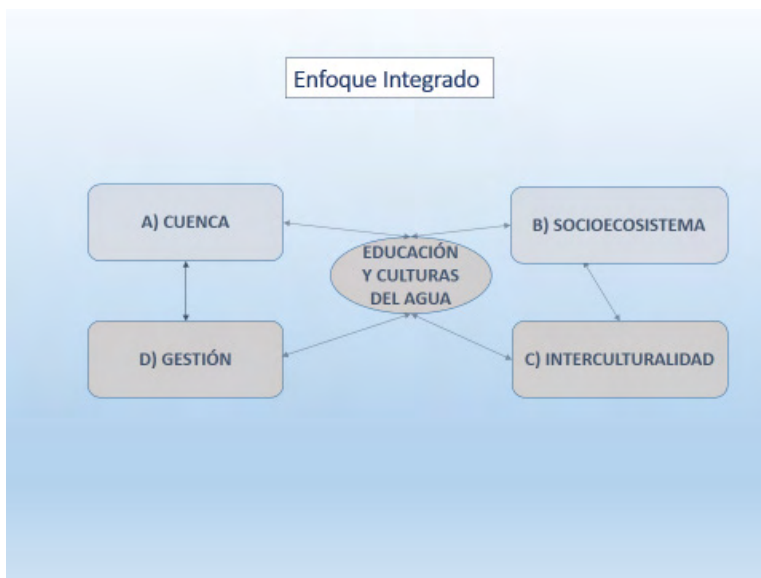 Enfoque Integrado
A) CUENCA
B) SOCIOECOSISTEMA
EDUCACIÓN
Y CULTURAS
DEL AGUA
D) GESTIÓN
C) INTERCULTURALIDAD